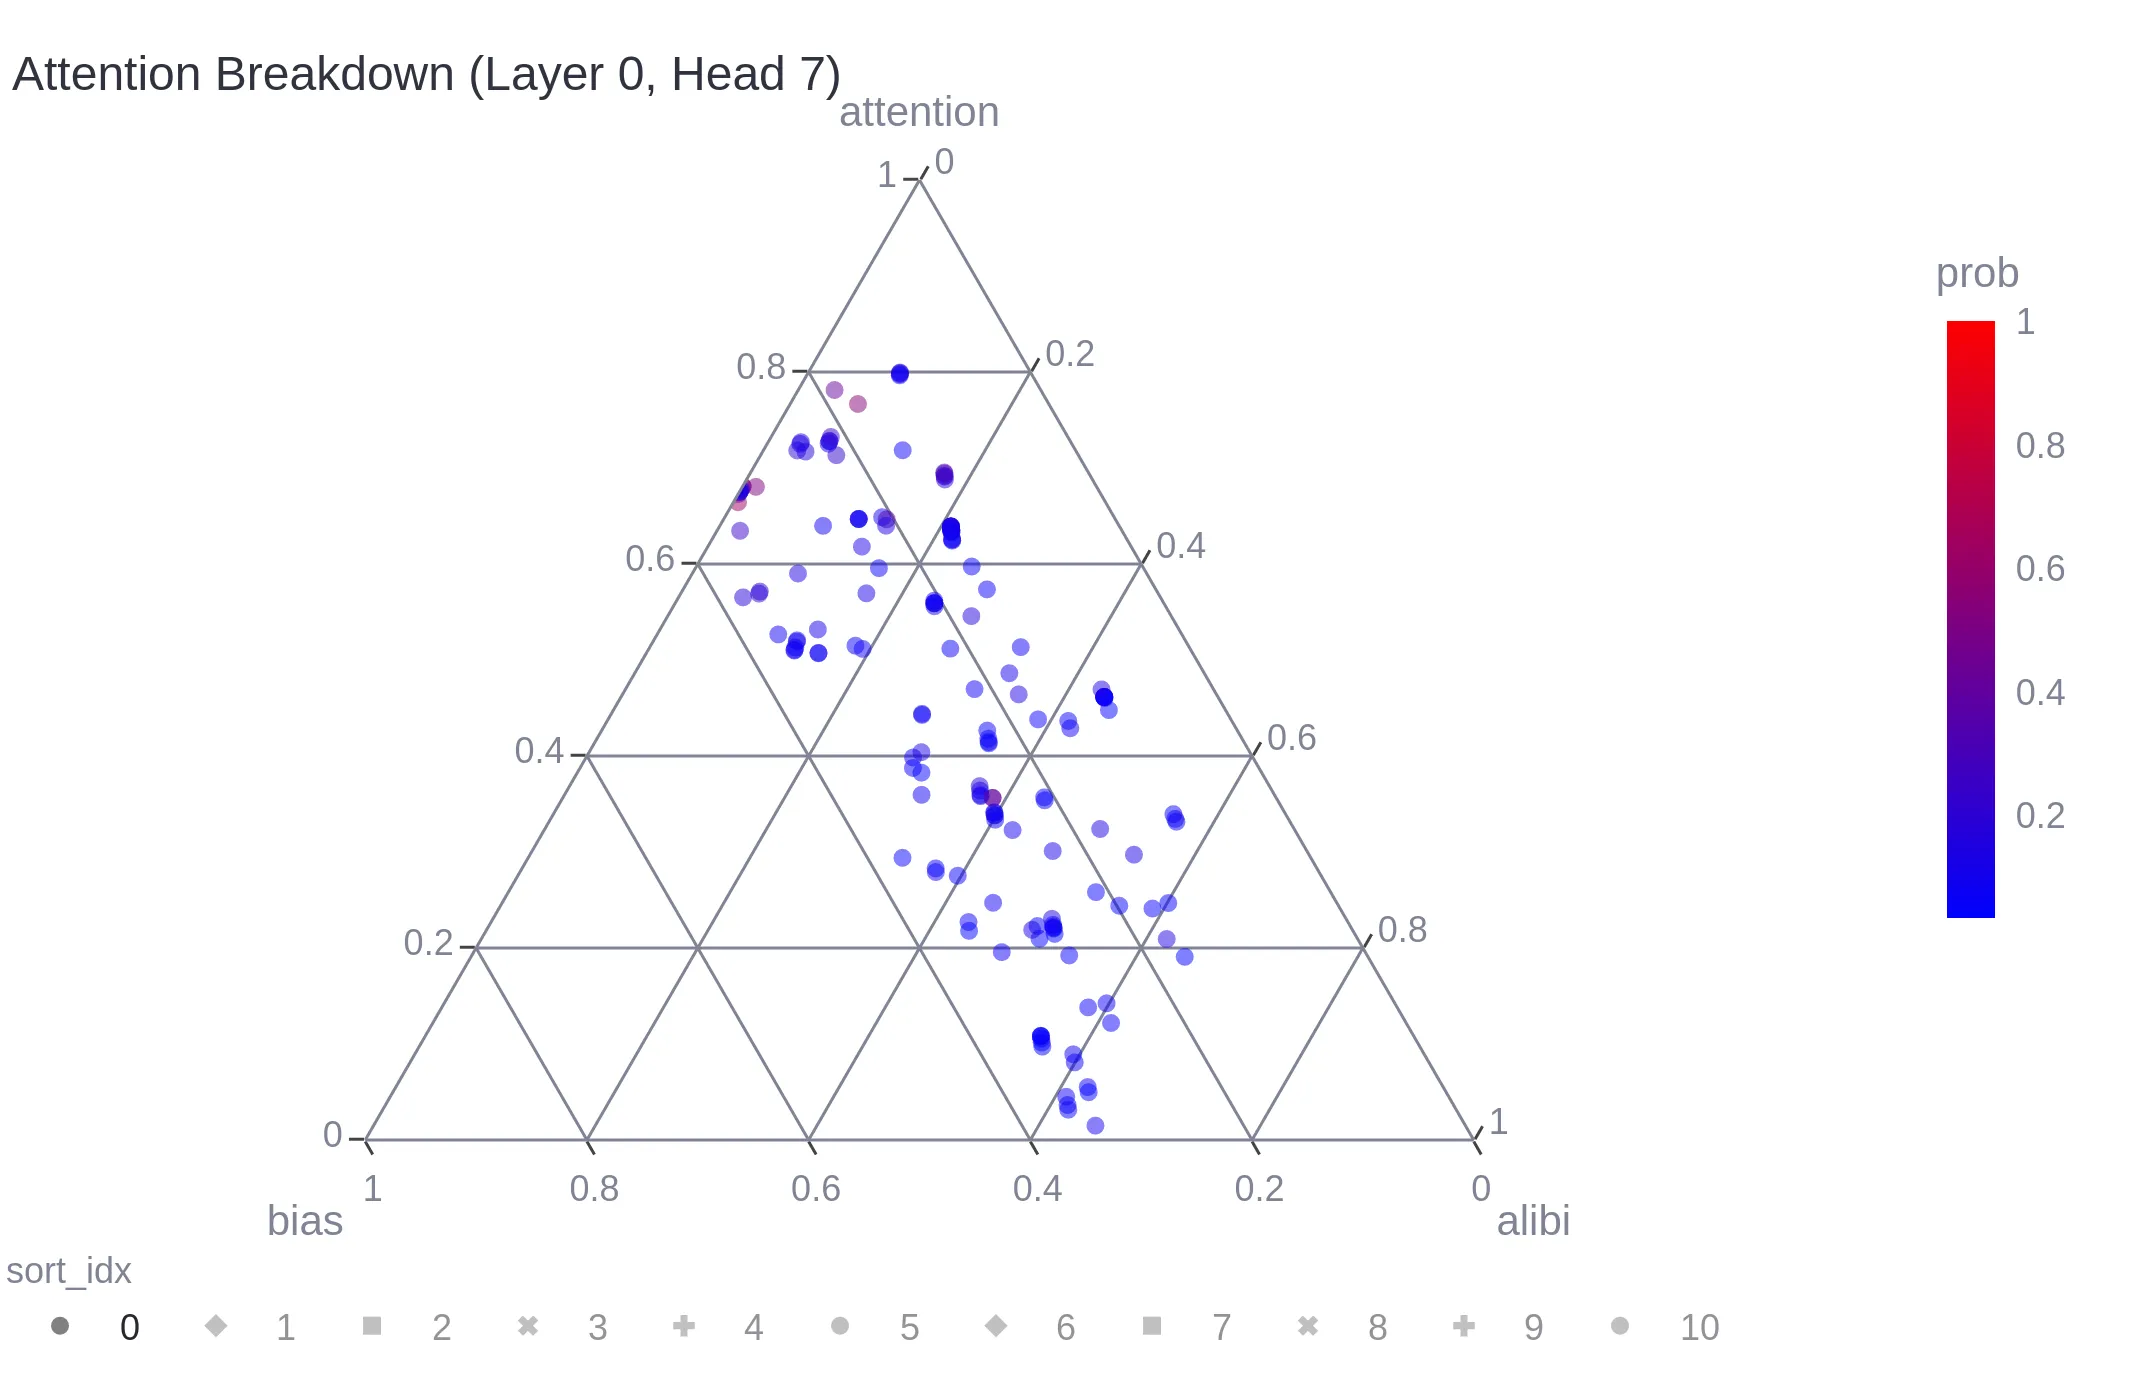 Attention Breakdown (Layer 0, Head 7)
attention
1 0
prob
1
0.8
0.6
0.4
0.2
0.8 0.2
0.6 0.4
0.4 0.6
0.2 0.8
0 1
1 0.8 0.6 0.4 0.2 0
bias alibi
sort_idx
0 1 2 3 4 5 6 7 8 9 10